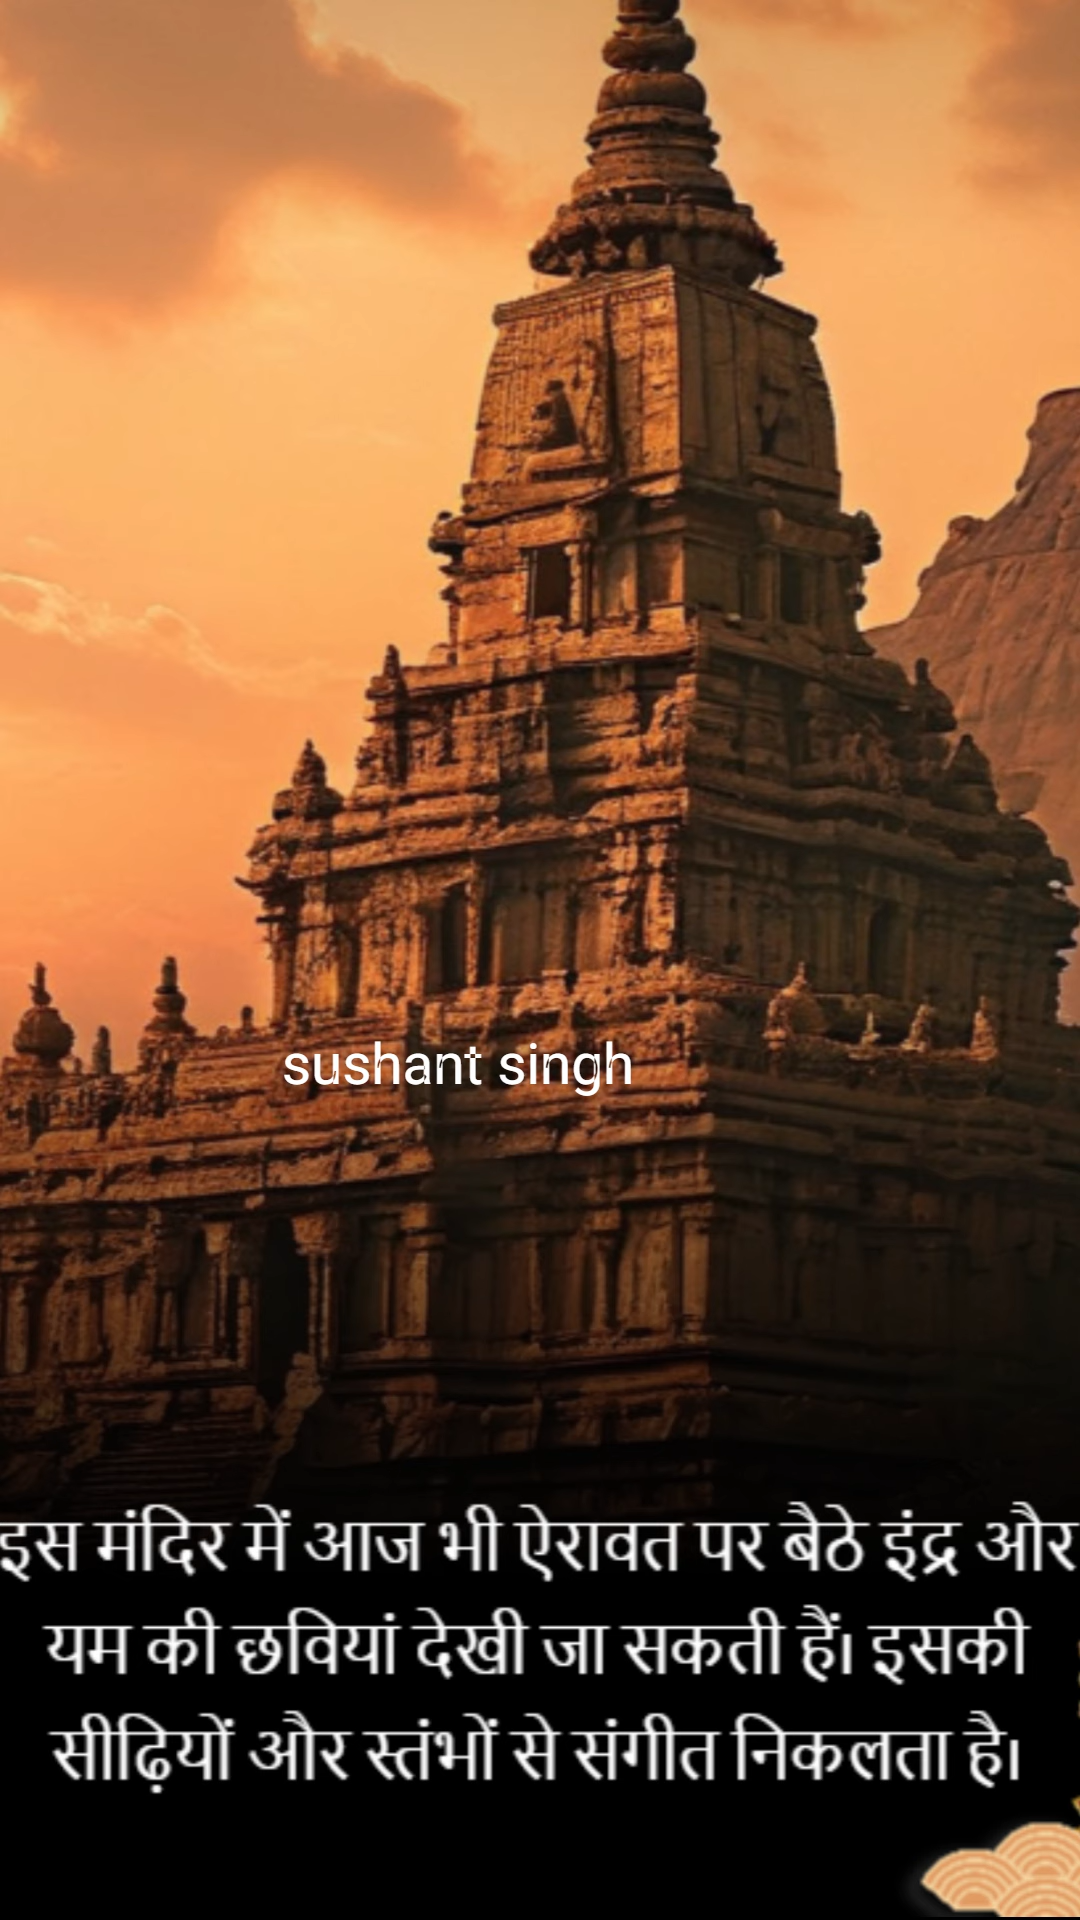 sushant singh
इस मंदिर में आज भी ऐरावत पर बैठे इंद्र और
यम की छवियां देखी जा सकती हैं। इसकी
सीढ़ियों और स्तंभों से संगीत निकलता है।